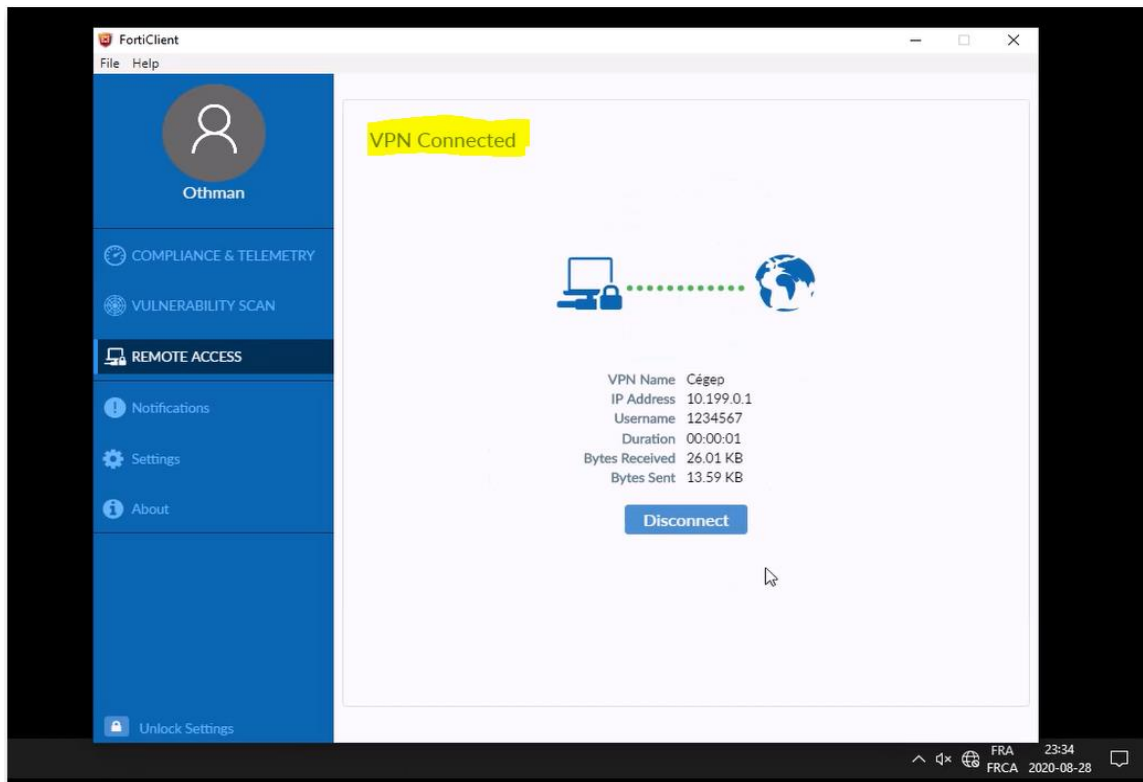 FortiClient
File Help
Othman
COMPLIANCE & TELEMETRY
VULNERABILITY SCAN
REMOTE ACCESS
Notifications
Settings
About
Unlock Settings
VPN Connected
VPN Name Cégep
IP Address 10.199.0.1
Username 1234567
Duration 00:00:01
Bytes Received 26.01 KB
Bytes Sent 13.59 KB
Disconnect
FRA 23:34
FRCA 2020-08-28